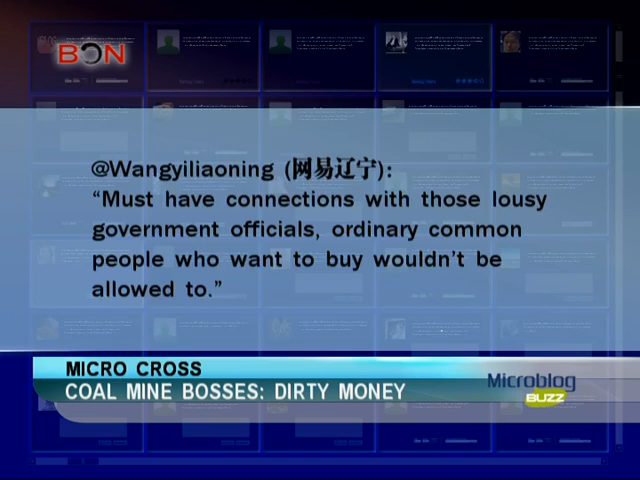 BON
@Wangyiliaoning (网易辽宁):
“Must have connections with those lousy
government officials, ordinary common
people who want to buy wouldn’t be
allowed to.”
MICRO CROSS
COAL MINE BOSSES: DIRTY MONEY
Microblog
BUZZ